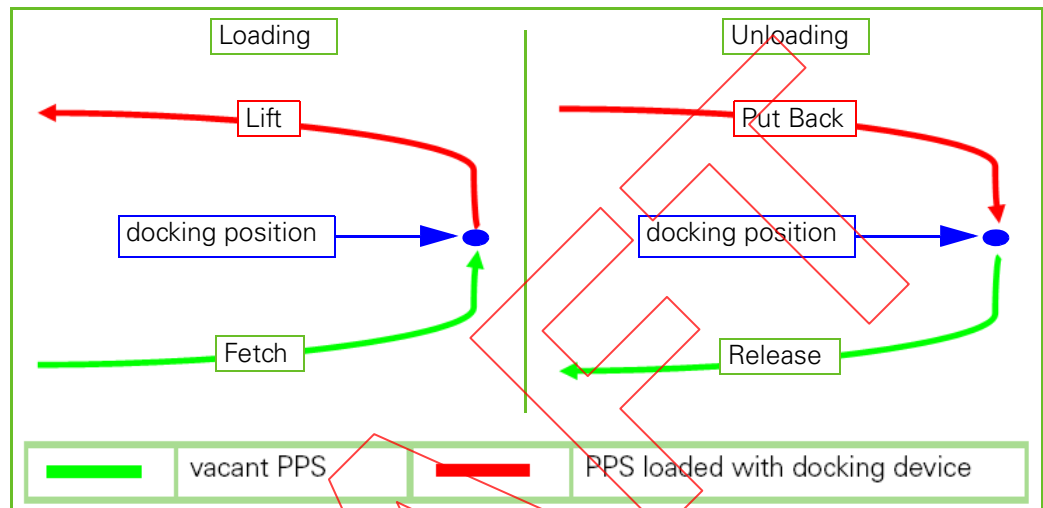 Loading
Unloading
Lift
Put Back
docking position
docking position
Fetch
Release
vacant PPS
PPS loaded with docking device